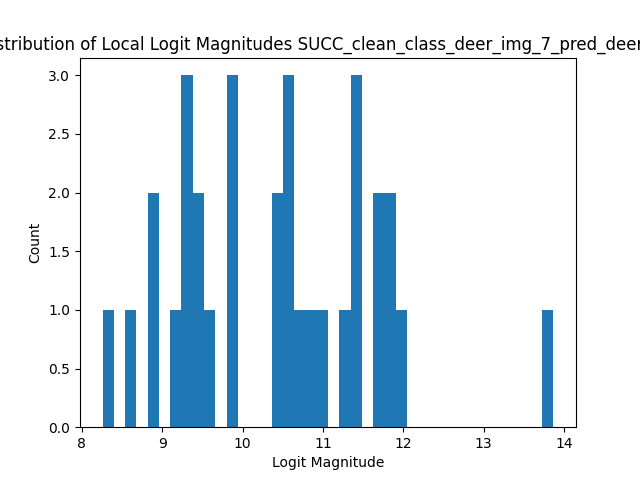 stribution of Local Logit Magnitudes SUCC_clean_class_deer_img_7_pred_deer
3.0
2.5
2.0
1.5
1.0
0.5
0.0
Count
8 9 10 11 12 13 14
Logit Magnitude